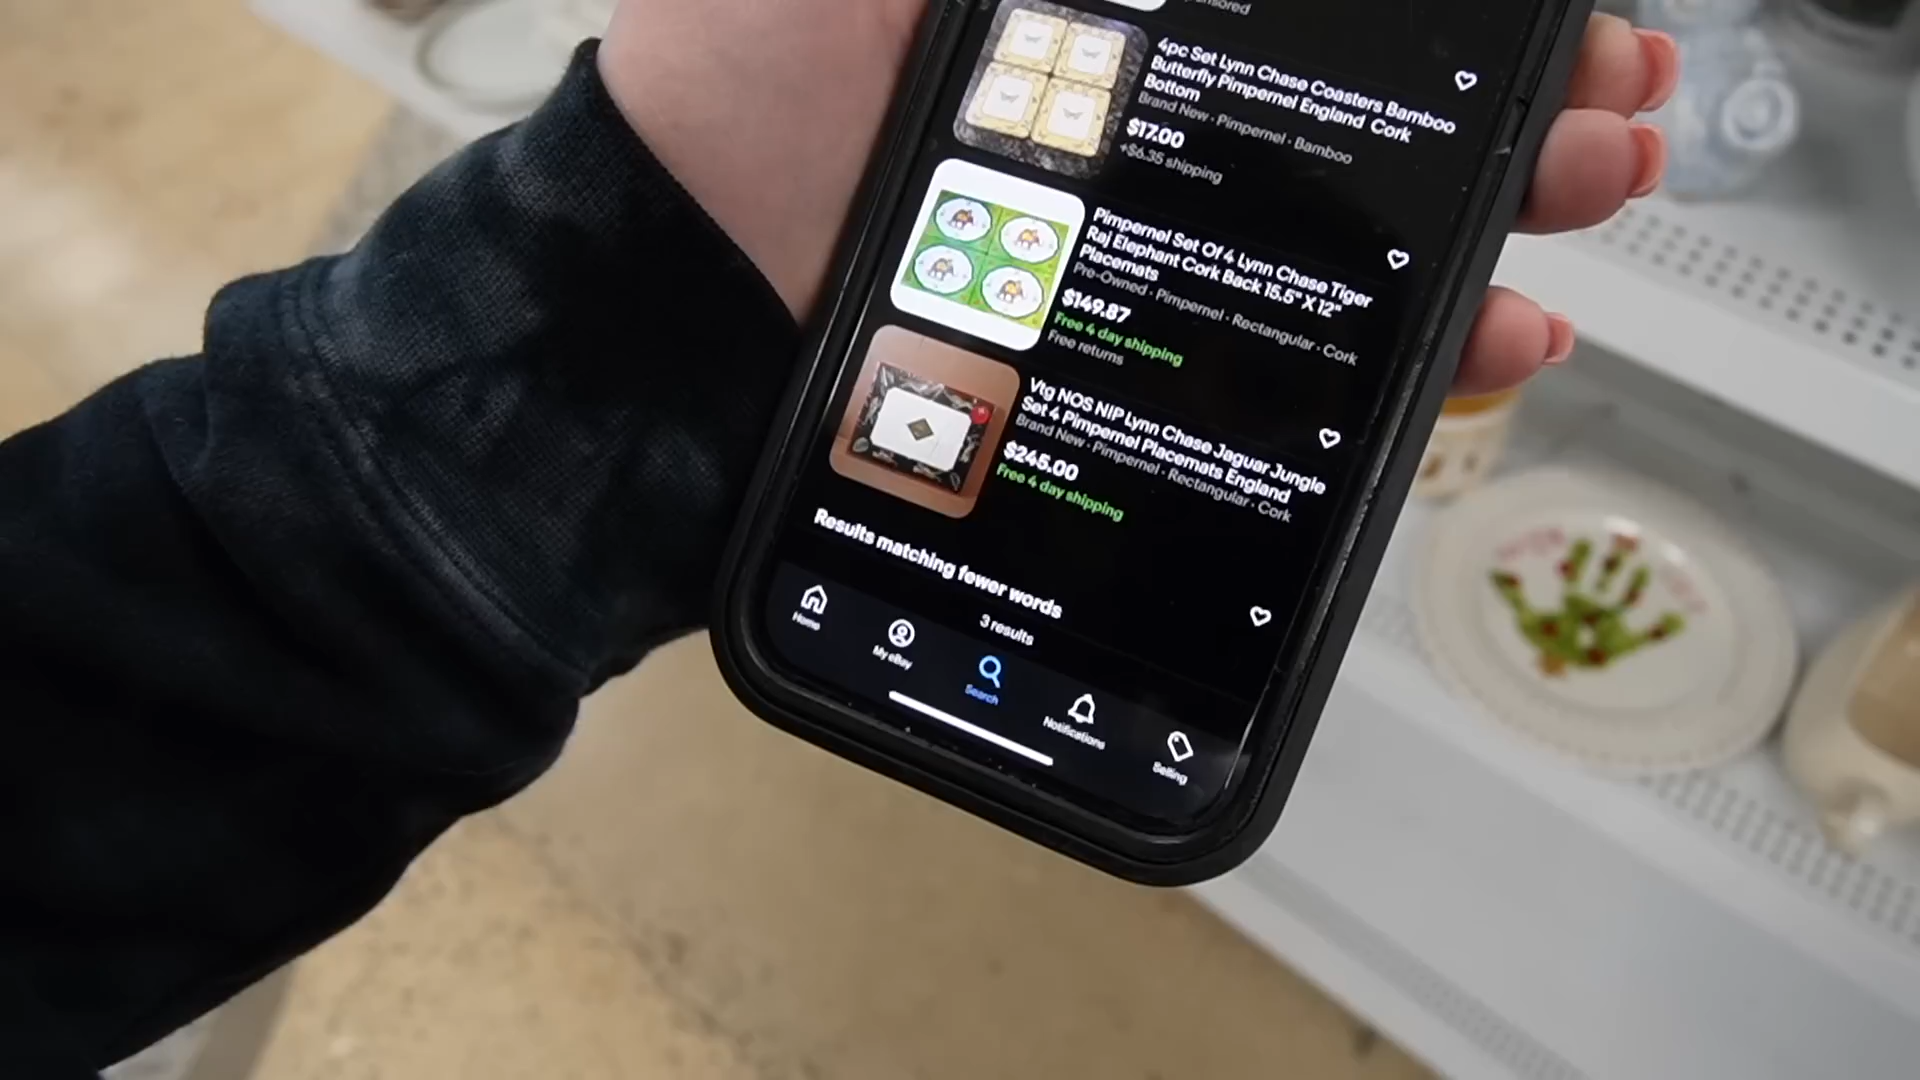 4pc Set Lynn Chase Coasters Bamboo
Butterfly Pimpernel England Cork
Bottom
Brand New · Pimpernel · Bamboo
$17.00
+$6.35 shipping
Pimpernel Set Of 4 Lynn Chase Tiger
Raj Elephant Cork Back 15.5" X 12"
Placemats
Pre-Owned · Pimpernel · Rectangular · Cork
$149.87
Free 4 day shipping
Free returns
Vtg NOS NIP Lynn Chase Jaguar Jungle
Set 4 Pimpernel Placemats England
Brand New · Pimpernel · Rectangular · Cork
$245.00
Free 4 day shipping
Results matching fewer words
3 results
Home
My eBay
Search
Notifications
Selling